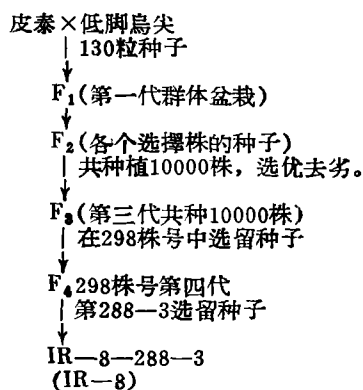 皮泰×低脚烏尖
130粒种子
F₁(第一代群体盆栽)
F₂(各个选擇株的种子)
共种植10000株，选优去劣。
F₃(第三代共种10000株)
在298株号中选留种子
F₄298株号第四代
第288—3选留种子
IR—8—288—3
(IR—8)